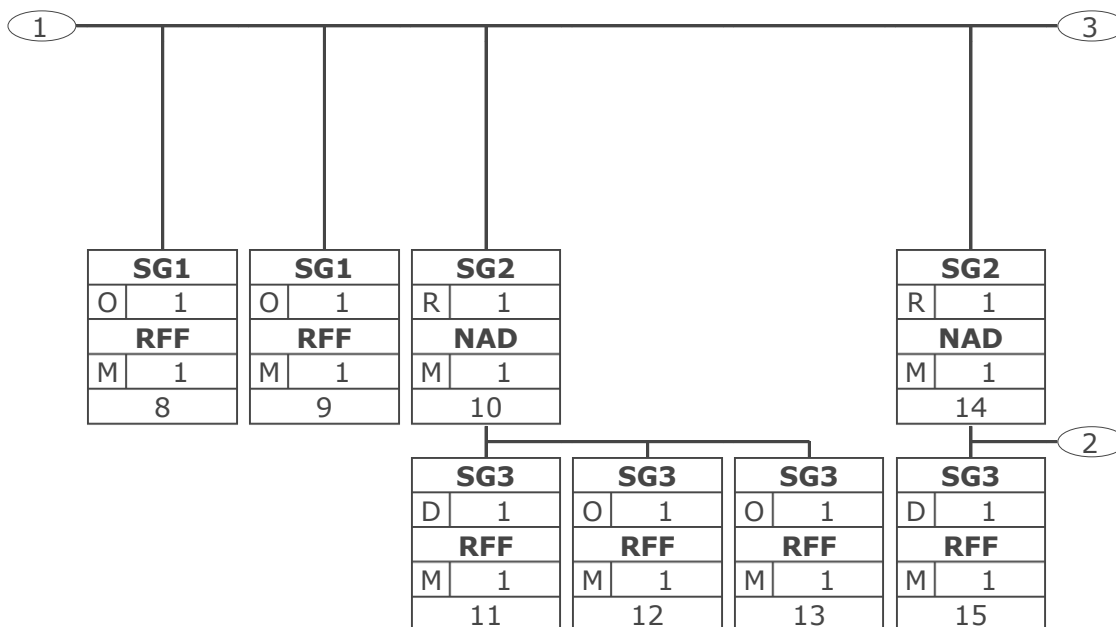 1 3
SG1 SG1 SG2 SG2
O 1 O 1 R 1 R 1
RFF RFF NAD NAD
M 1 M 1 M 1 M 1
8 9 10 14
2
SG3 SG3 SG3 SG3
D 1 O 1 O 1 D 1
RFF RFF RFF RFF
M 1 M 1 M 1 M 1
11 12 13 15